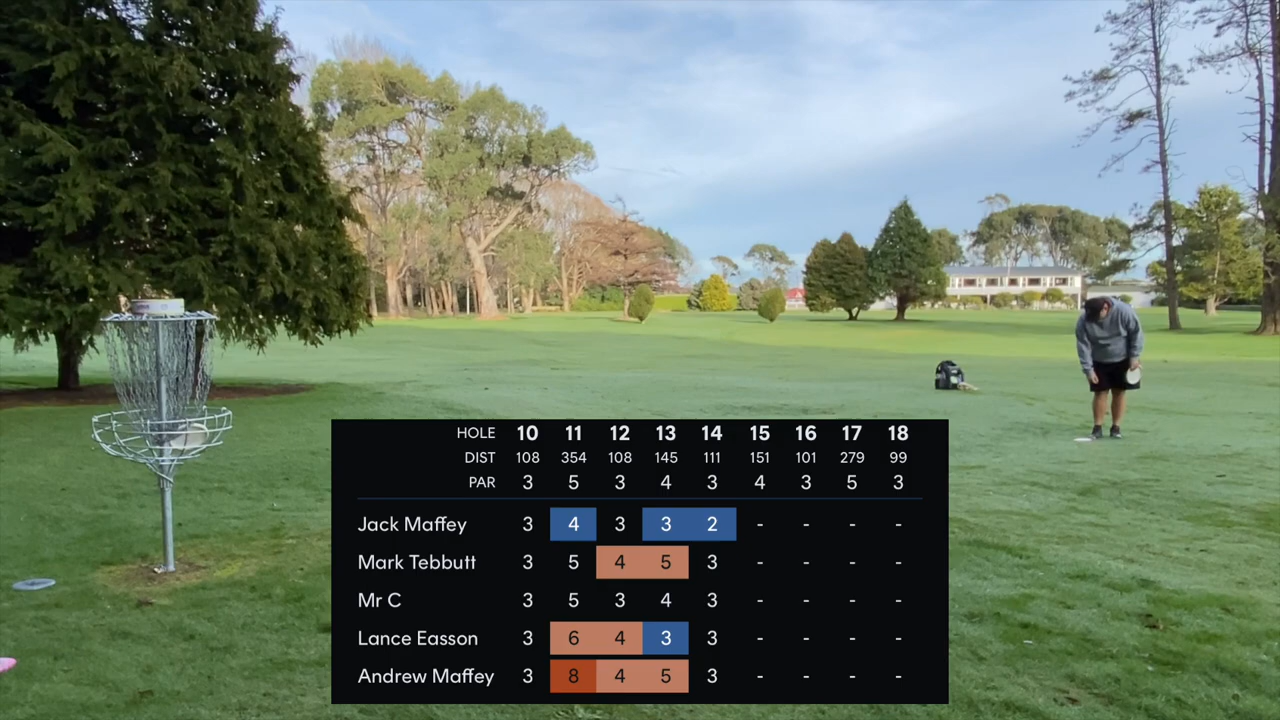 HOLE 10 11 12 13 14 15 16 17 18
DIST 108 354 108 145 111 151 101 279 99
PAR 3 5 3 4 3 4 3 5 3
Jack Maffey 3 4 3 3 2 - - - -
Mark Tebbutt 3 5 4 5 3 - - - -
Mr C 3 5 3 4 3 - - - -
Lance Easson 3 6 4 3 3 - - - -
Andrew Maffey 3 8 4 5 3 - - - -